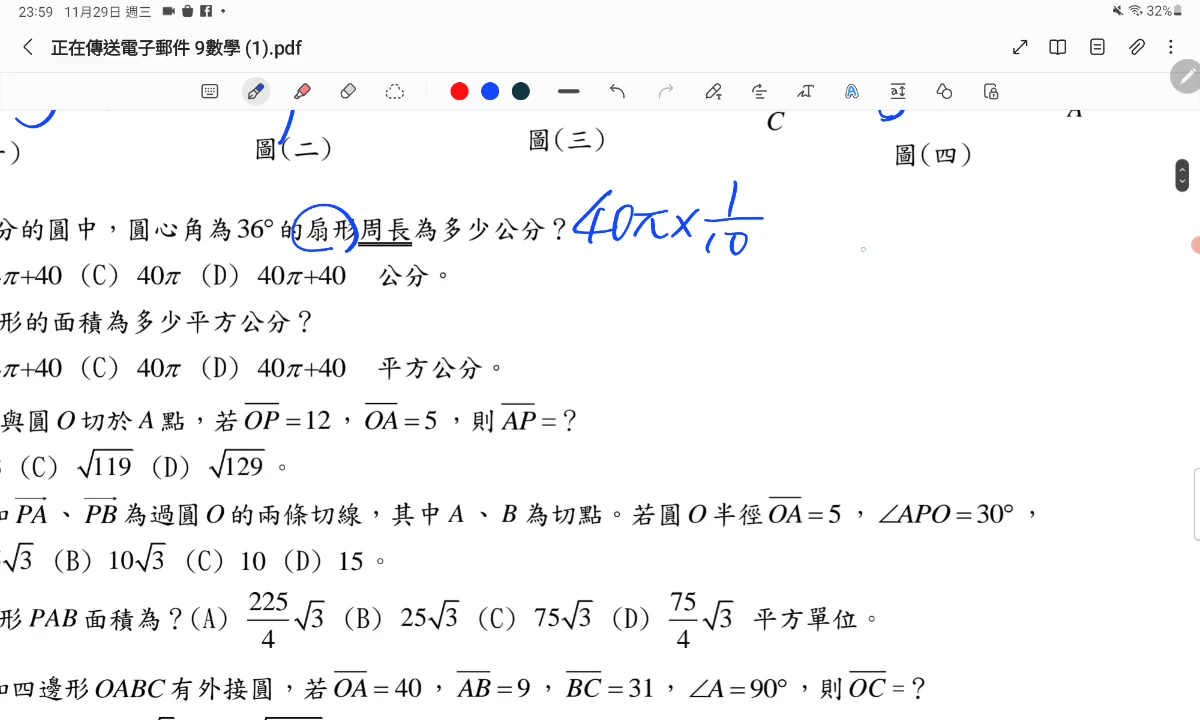 23:59 11月29日 週三 32%
正在傳送電子郵件 9數學 (1).pdf
C A
圖(二) 圖(三) 圖(四)
分的圓中，圓心角為36°的扇形周長為多少公分？ 40π×1/10
π+40 (C) 40π (D) 40π+40 公分。
形的面積為多少平方公分？
π+40 (C) 40π (D) 40π+40 平方公分。
與圓O切於A點，若OP=12，OA=5，則AP=？
(C) √119 (D) √129。
PA、PB為過圓O的兩條切線，其中A、B為切點。若圓O半徑OA=5，∠APO=30°，
√3 (B) 10√3 (C) 10 (D) 15。
形PAB面積為？(A) 225/4 √3 (B) 25√3 (C) 75√3 (D) 75/4 √3 平方單位。
四邊形OABC有外接圓，若OA=40，AB=9，BC=31，∠A=90°，則OC=？